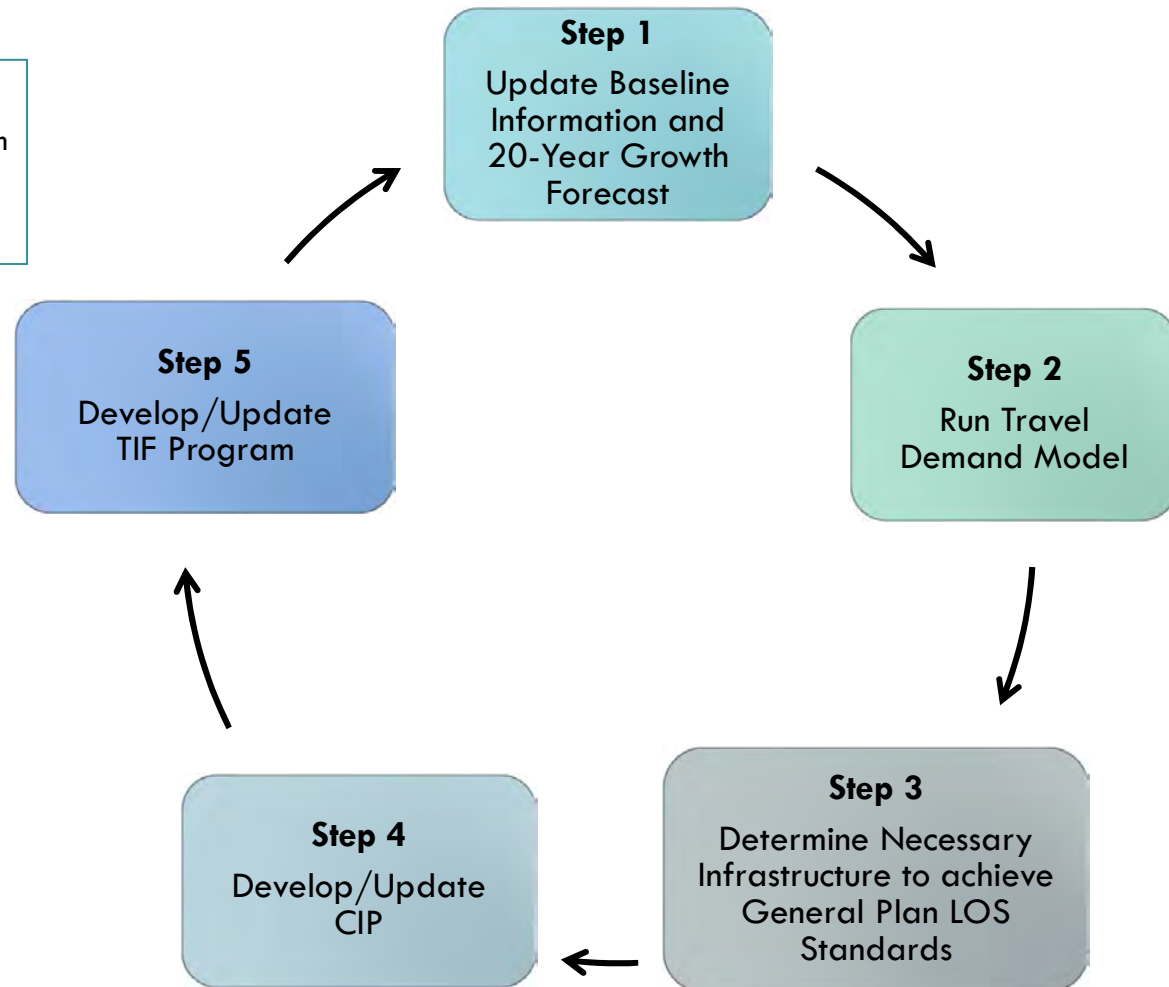 Step 1
Update Baseline
Information and
20-Year Growth
Forecast
Step 2
Run Travel
Demand Model
Step 3
Determine Necessary
Infrastructure to achieve
General Plan LOS
Standards
Step 4
Develop/Update
CIP
Step 5
Develop/Update
TIF Program